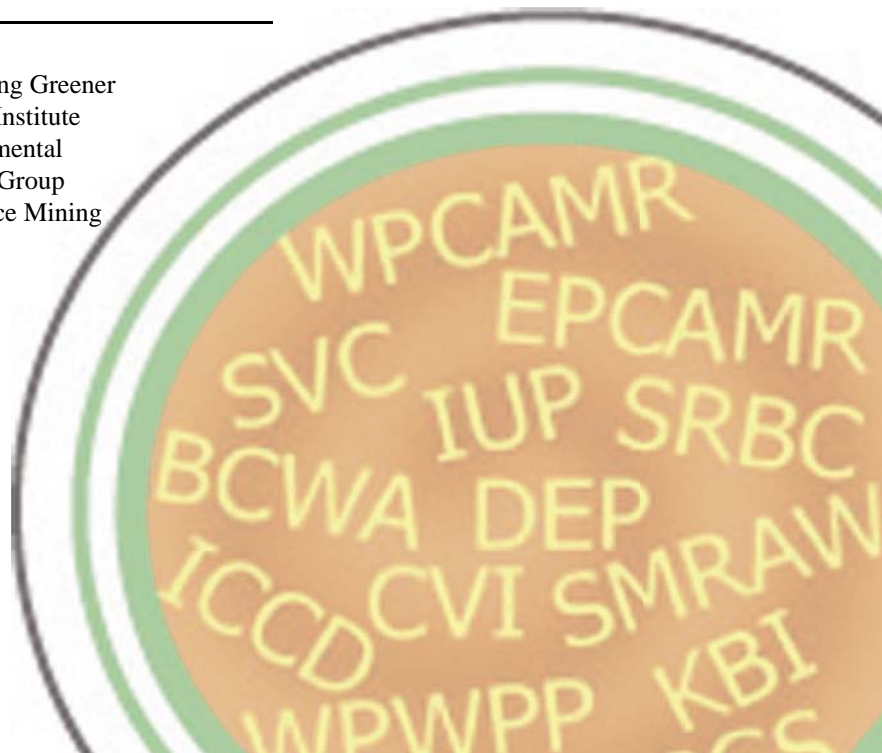 ng Greener
Institute
mental
Group
ce Mining
WPCAMR
EPCAMR
SVC
IUP
SRBC
BCWA
DEP
SMRAW
ICCD
CVI
KBI
WPWPP